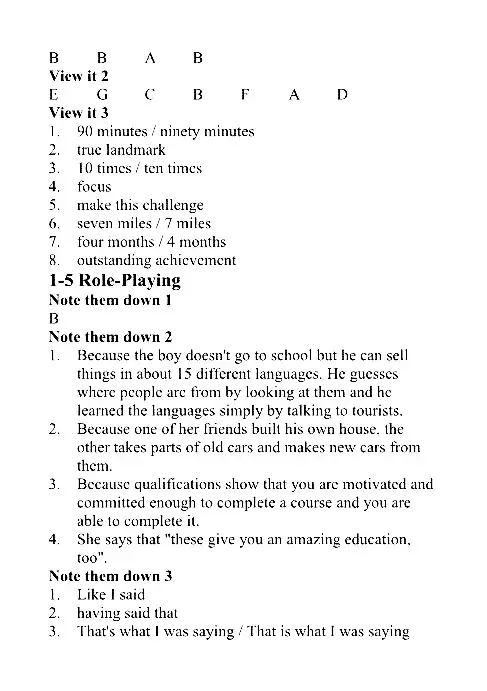 B B A B
View it 2
E G C B F A D
View it 3
1. 90 minutes / ninety minutes
2. true landmark
3. 10 times / ten times
4. focus
5. make this challenge
6. seven miles / 7 miles
7. four months / 4 months
8. outstanding achievement
1-5 Role-Playing
Note them down 1
B
Note them down 2
1. Because the boy doesn't go to school but he can sell
things in about 15 different languages. He guesses
where people are from by looking at them and he
learned the languages simply by talking to tourists.
2. Because one of her friends built his own house, the
other takes parts of old cars and makes new cars from
them.
3. Because qualifications show that you are motivated and
committed enough to complete a course and you are
able to complete it.
4. She says that "these give you an amazing education,
too".
Note them down 3
1. Like I said
2. having said that
3. That's what I was saying / That is what I was saying